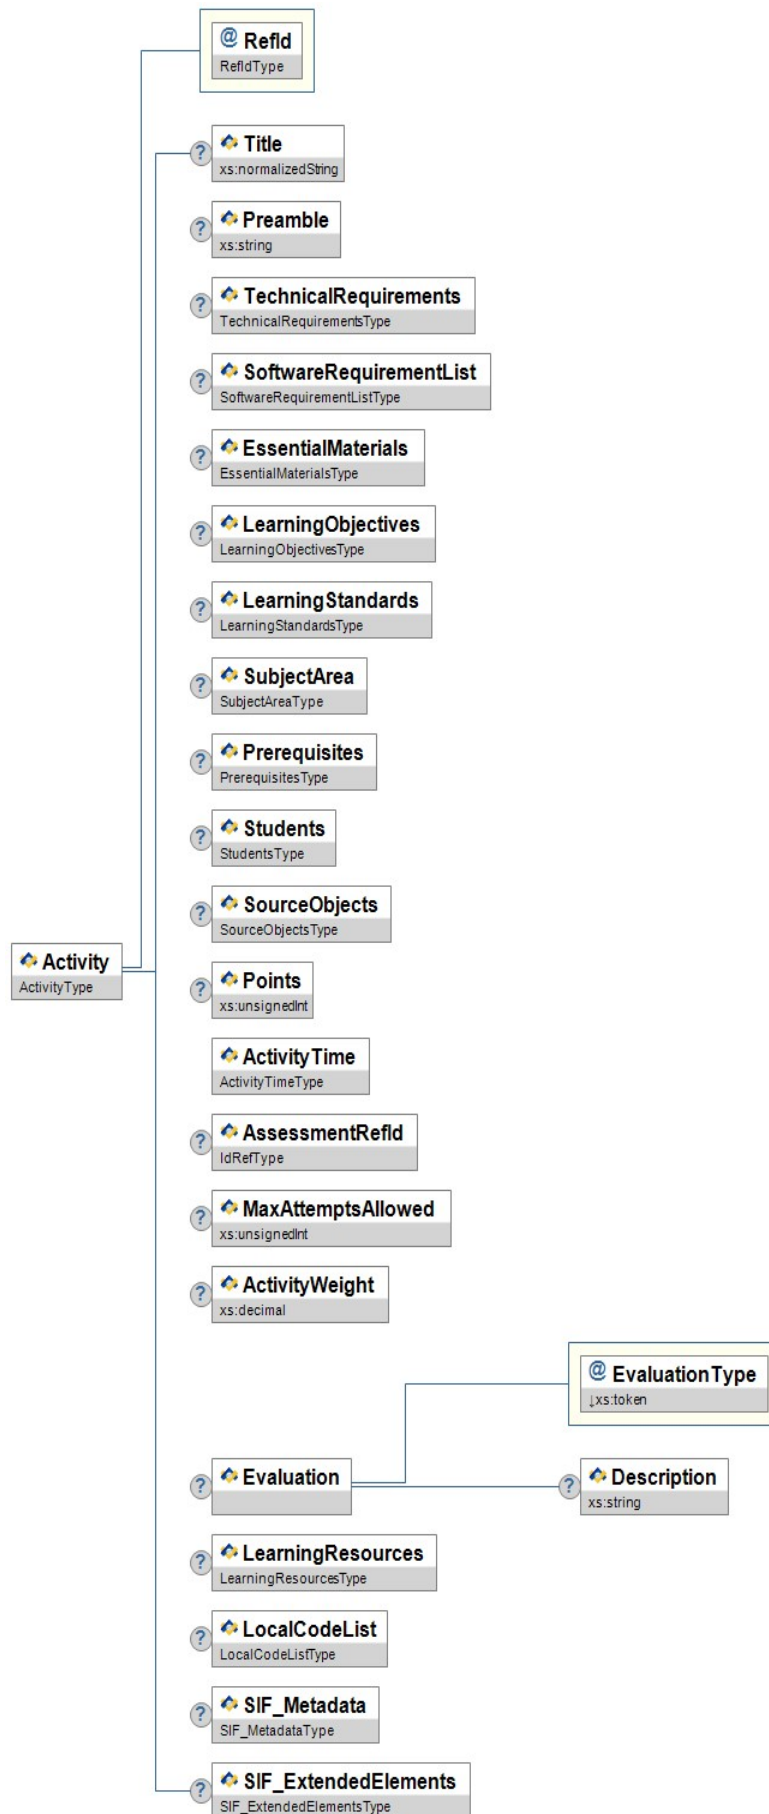 @ RefId
RefIdType
? Title
xs:normalizedString
? Preamble
xs:string
? TechnicalRequirements
TechnicalRequirementsType
? SoftwareRequirementList
SoftwareRequirementListType
? EssentialMaterials
EssentialMaterialsType
? LearningObjectives
LearningObjectivesType
? LearningStandards
LearningStandardsType
? SubjectArea
SubjectAreaType
? Prerequisites
PrerequisitesType
? Students
StudentsType
? SourceObjects
SourceObjectsType
Activity
ActivityType
? Points
xs:unsignedInt
ActivityTime
ActivityTimeType
? AssessmentRefId
IdRefType
? MaxAttemptsAllowed
xs:unsignedInt
? ActivityWeight
xs:decimal
@ EvaluationType
↓xs:token
? Evaluation
? Description
xs:string
? LearningResources
LearningResourcesType
? LocalCodeList
LocalCodeListType
? SIF_Metadata
SIF_MetadataType
? SIF_ExtendedElements
SIF_ExtendedElementsType